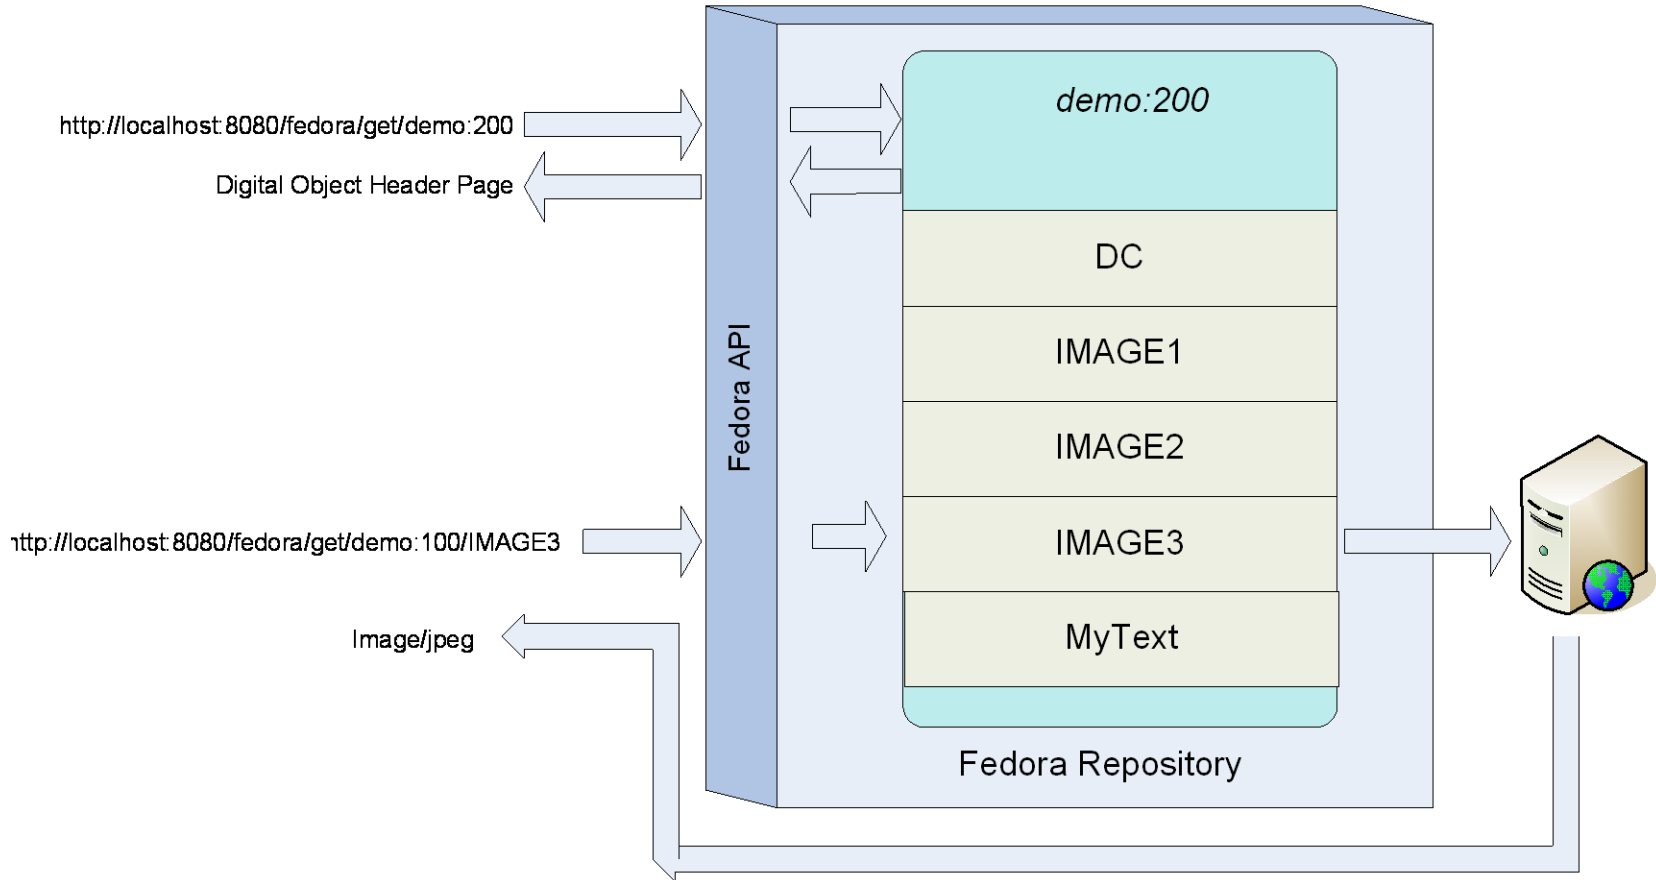 http://localhost:8080/fedora/get/demo:200
Digital Object Header Page
demo:200
DC
IMAGE1
IMAGE2
IMAGE3
MyText
Fedora API
Fedora Repository
http://localhost:8080/fedora/get/demo:100/IMAGE3
Image/jpeg